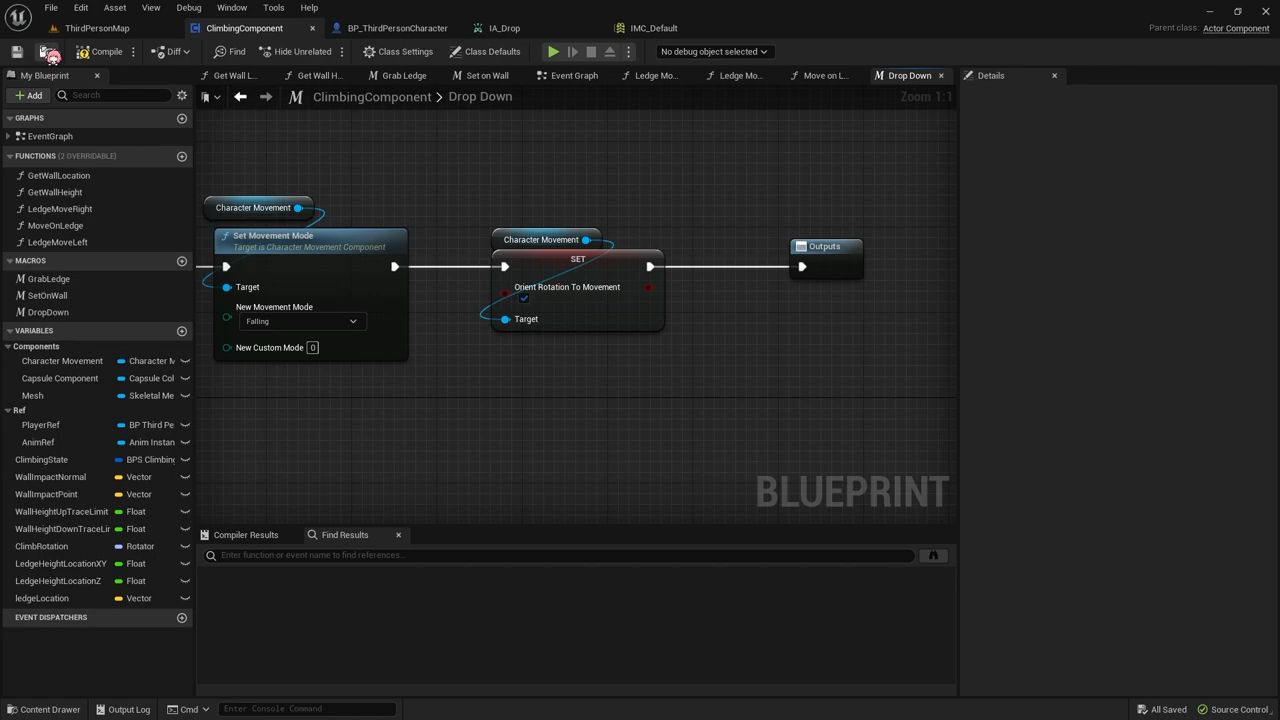 File Edit Asset View Debug Window Tools Help
ThirdPersonMap ClimbingComponent BP_ThirdPersonCharacter IA_Drop IMC_Default Parent class: Actor Component
Compile Diff Find Hide Unrelated Class Settings Class Defaults No debug object selected
My Blueprint Get Wall L... Get Wall H... Grab Ledge Set on Wall Event Graph Ledge Mo... Ledge Mo... Move on L... Drop Down Details
Add Search ClimbingComponent > Drop Down Zoom 1:1
GRAPHS
EventGraph
FUNCTIONS (2 OVERRIDABLE)
GetWallLocation
GetWallHeight
LedgeMoveRight
MoveOnLedge
LedgeMoveLeft
MACROS
GrabLedge
SetOnWall
DropDown
VARIABLES
Components
Character Movement Character M
Capsule Component Capsule Col
Mesh Skeletal Me
Ref
PlayerRef BP Third Pe
AnimRef Anim Instan
ClimbingState BPS Climbing
WallImpactNormal Vector
WallImpactPoint Vector
WallHeightUpTraceLimit Float
WallHeightDownTraceLir Float
ClimbRotation Rotator
LedgeHeightLocationXY Float
LedgeHeightLocationZ Float
ledgeLocation Vector
EVENT DISPATCHERS
Character Movement
Set Movement Mode
Target is Character Movement Component
Target
New Movement Mode
Falling
New Custom Mode 0
Character Movement
SET
Orient Rotation To Movement
Target
Outputs
BLUEPRINT
Compiler Results Find Results
Enter function or event name to find references...
Content Drawer Output Log Cmd Enter Console Command All Saved Source Control